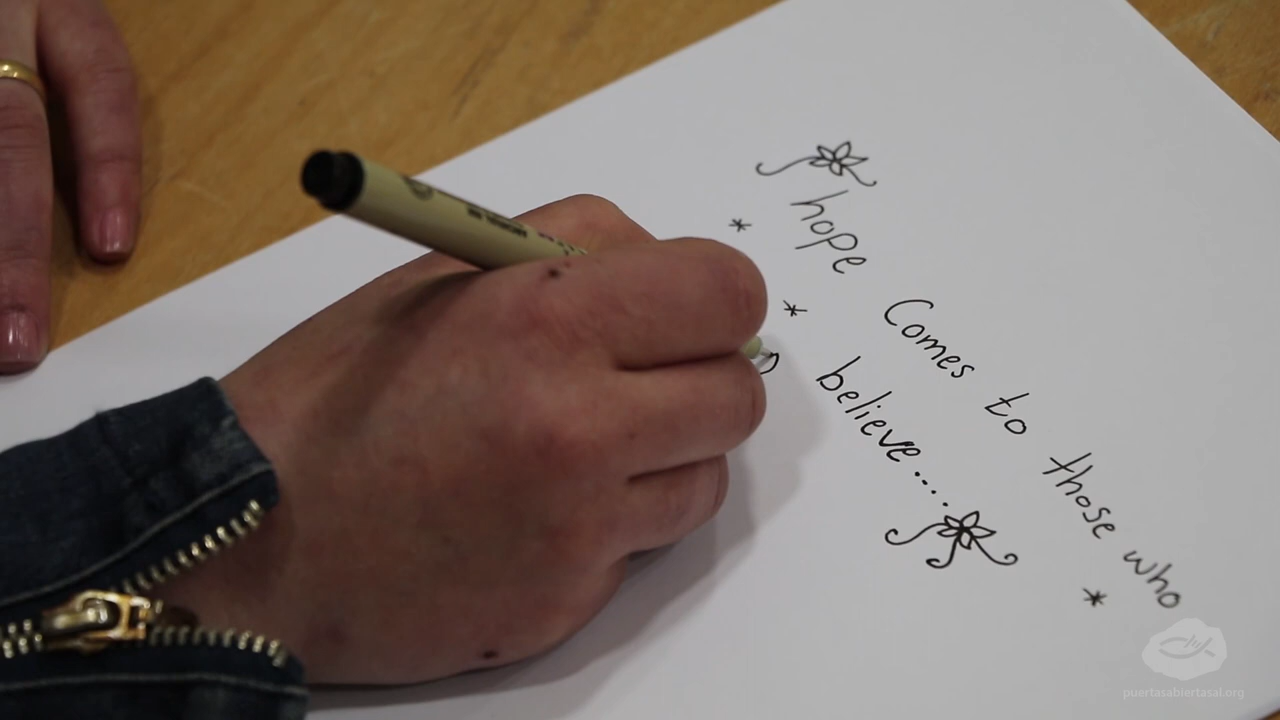 hope Comes to those who
believe....
puertasabiertasal.org